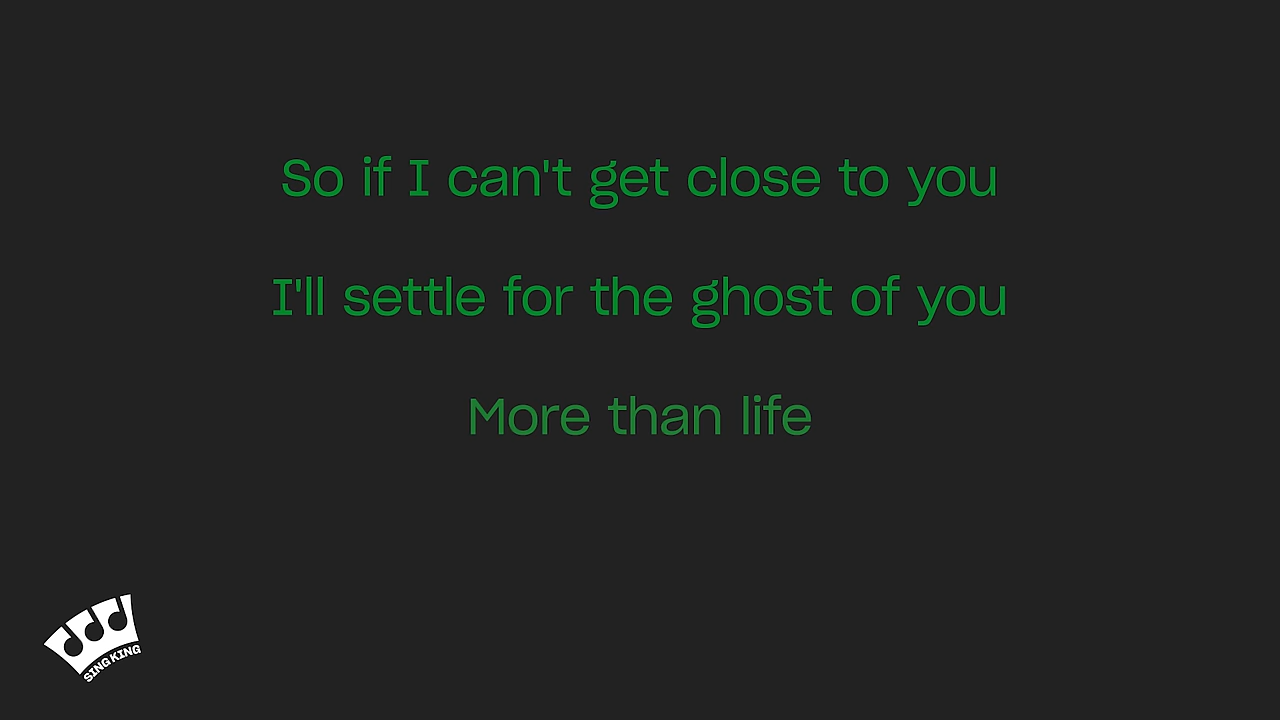 So if I can't get close to you
I'll settle for the ghost of you
More than life
SING KING